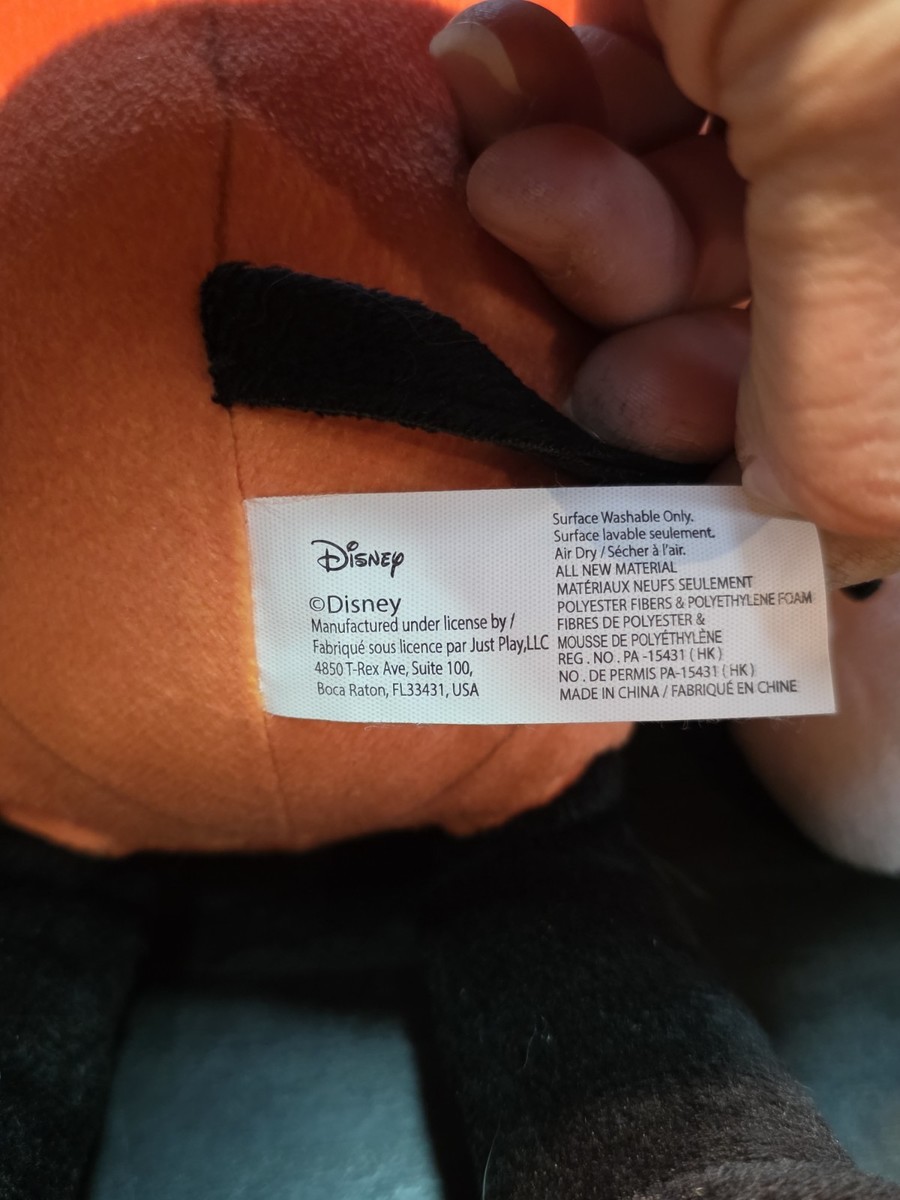 Disney
©Disney
Manufactured under license by /
Fabriqué sous licence par Just Play,LLC
4850 T-Rex Ave, Suite 100,
Boca Raton, FL33431, USA
Surface Washable Only.
Surface lavable seulement.
Air Dry / Sécher à l'air.
ALL NEW MATERIAL
MATÉRIAUX NEUFS SEULEMENT
POLYESTER FIBERS & POLYETHYLENE FOAM
FIBRES DE POLYESTER &
MOUSSE DE POLYÉTHYLÈNE
REG . NO . PA -15431 ( HK )
NO . DE PERMIS PA-15431 ( HK )
MADE IN CHINA / FABRIQUÉ EN CHINE